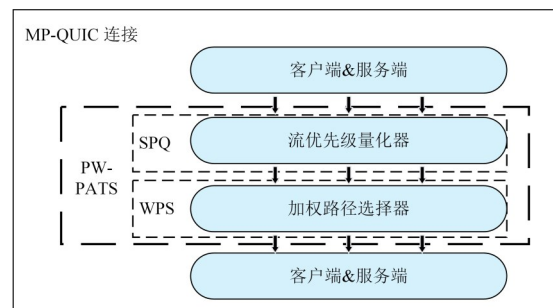 MP-QUIC 连接
客户端&服务端
SPQ
流优先级量化器
PW-
PATS
WPS
加权路径选择器
客户端&服务端